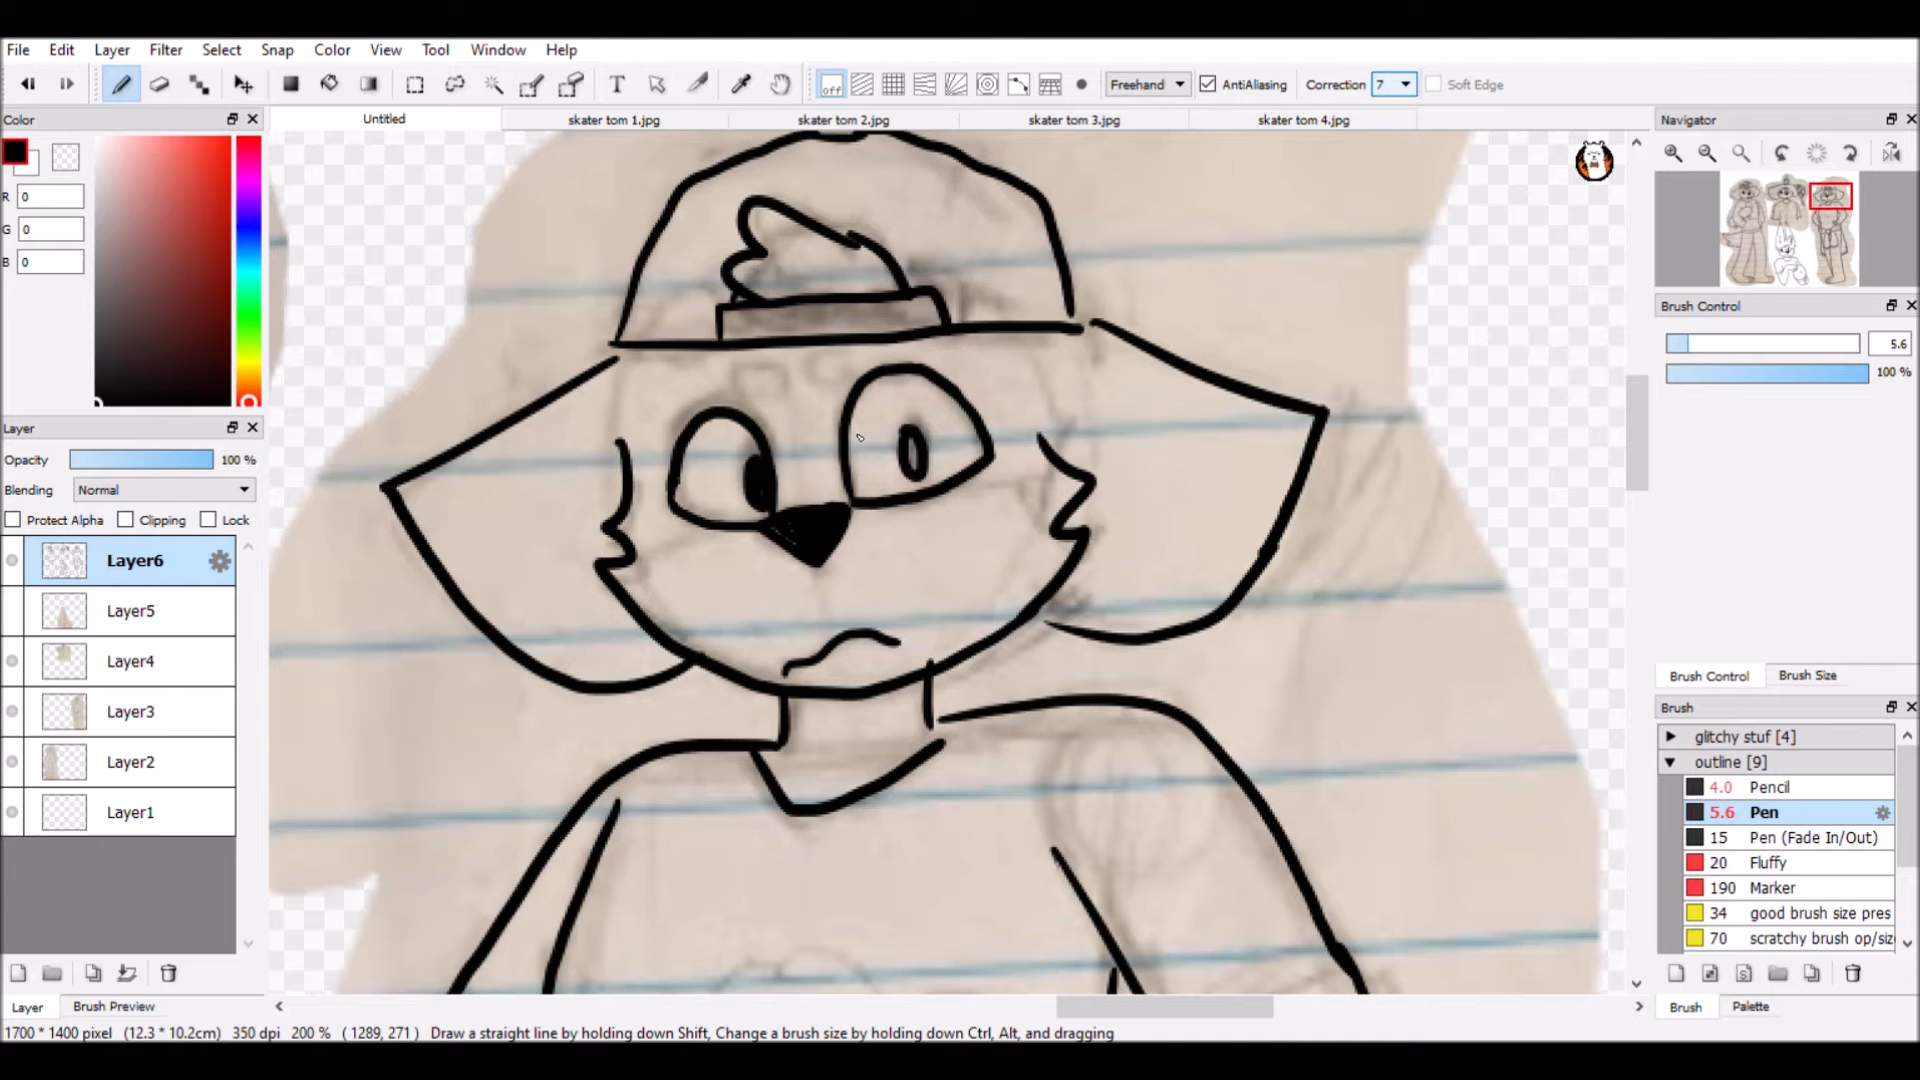 File Edit Layer Filter Select Snap Color View Tool Window Help
off Freehand AntiAliasing Correction 7 Soft Edge
Color Untitled skater tom 1.jpg skater tom 2.jpg skater tom 3.jpg skater tom 4.jpg Navigator
R 0
G 0
B 0
Brush Control
5.6
100 %
Layer
Opacity 100 %
Blending Normal
Protect Alpha Clipping Lock
Layer6
Layer5
Layer4
Layer3
Layer2
Layer1
Brush Control Brush Size
Brush
glitchy stuf [4]
outline [9]
4.0 Pencil
5.6 Pen
15 Pen (Fade In/Out)
20 Fluffy
190 Marker
34 good brush size pres
70 scratchy brush op/siz
Layer Brush Preview
Brush Palette
1700 * 1400 pixel (12.3 * 10.2cm) 350 dpi 200 % ( 1289, 271 ) Draw a straight line by holding down Shift, Change a brush size by holding down Ctrl, Alt, and dragging